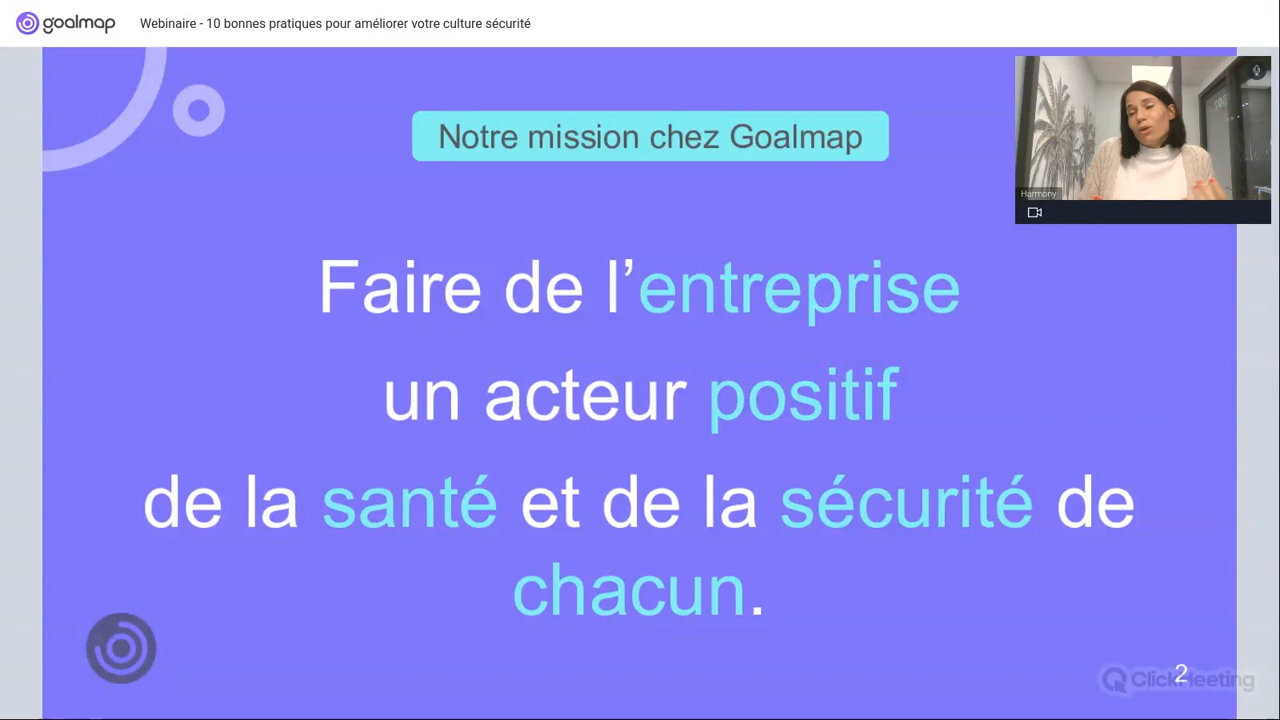 goalmap
Webinaire - 10 bonnes pratiques pour améliorer votre culture sécurité
Notre mission chez Goalmap
Harmony
Faire de l’entreprise
un acteur positif
de la santé et de la sécurité de
chacun.
2
ClickMeeting